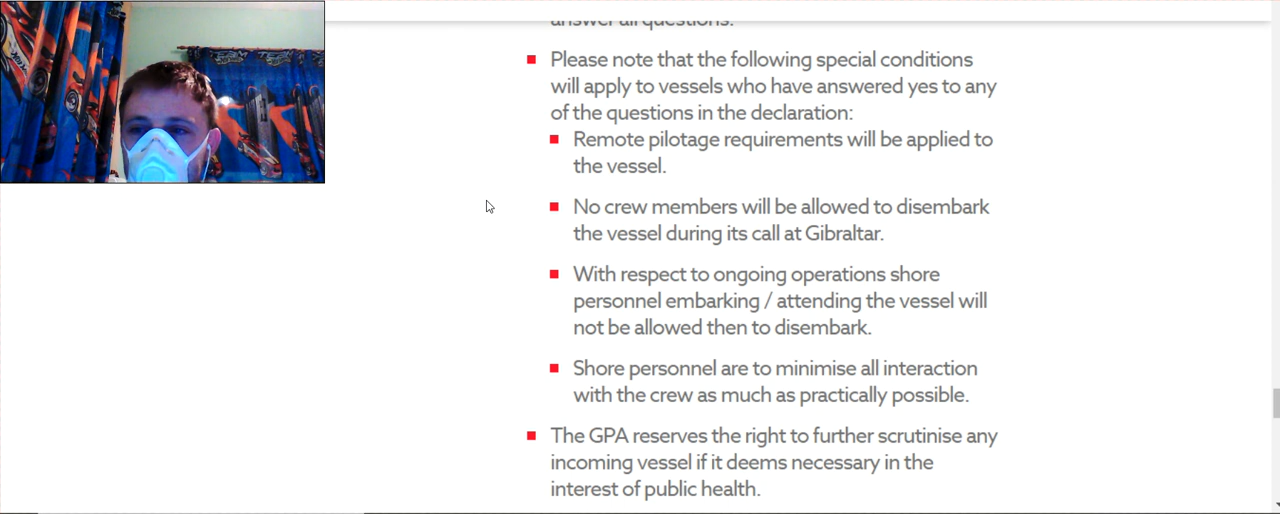 answer all questions.
Please note that the following special conditions
will apply to vessels who have answered yes to any
of the questions in the declaration:
Remote pilotage requirements will be applied to
the vessel.
No crew members will be allowed to disembark
the vessel during its call at Gibraltar.
With respect to ongoing operations shore
personnel embarking / attending the vessel will
not be allowed then to disembark.
Shore personnel are to minimise all interaction
with the crew as much as practically possible.
The GPA reserves the right to further scrutinise any
incoming vessel if it deems necessary in the
interest of public health.